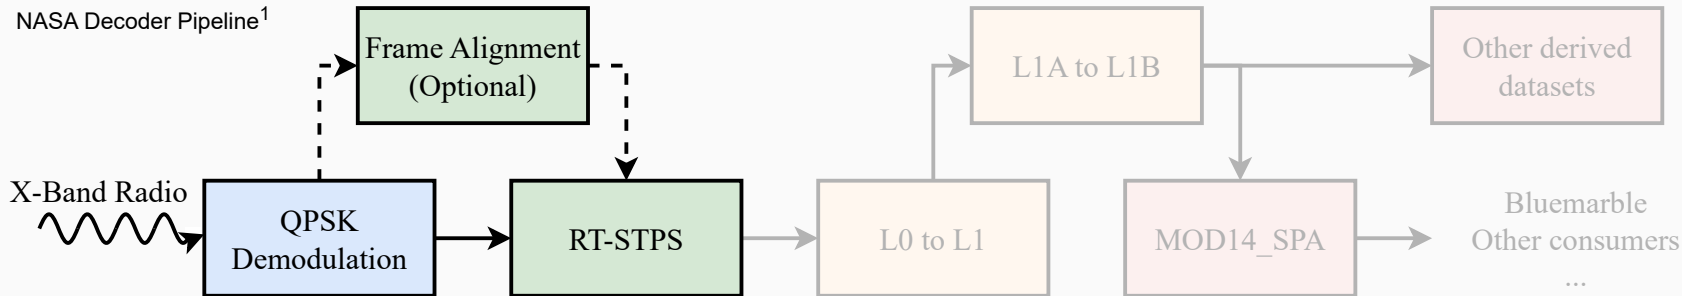 NASA Decoder Pipeline1
Frame Alignment
(Optional)
L1A to L1B
Other derived
datasets
X-Band Radio
QPSK
Demodulation
RT-STPS
L0 to L1
MOD14_SPA
Bluemarble
Other consumers
...